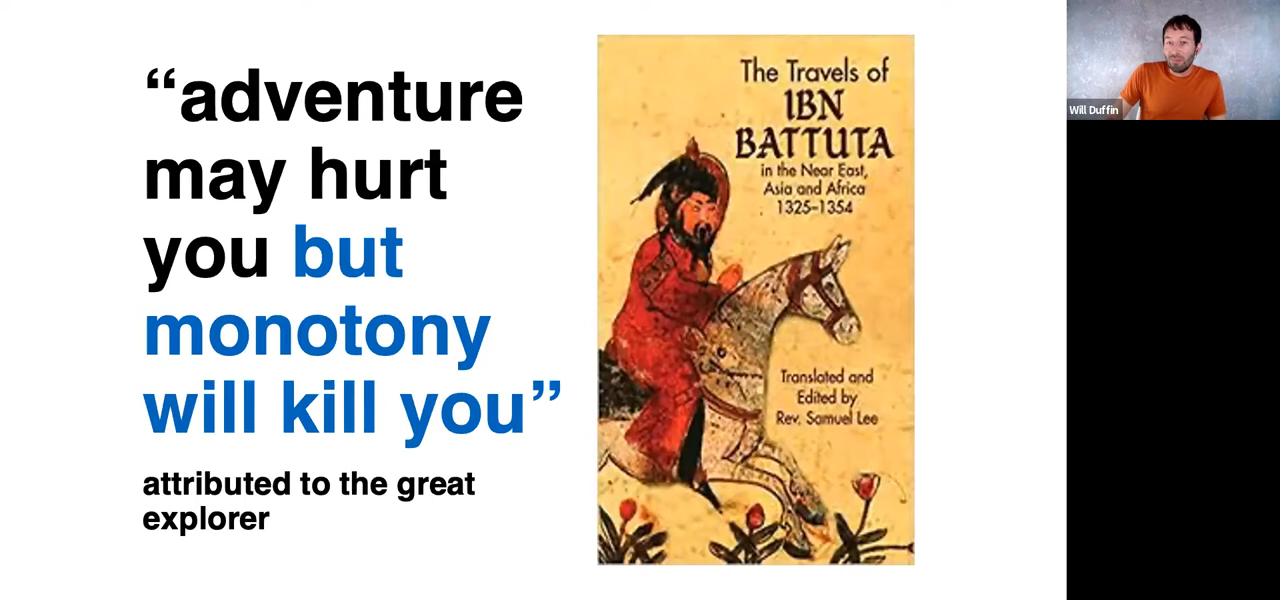 “adventure
may hurt
you but
monotony
will kill you”
attributed to the great
explorer
The Travels of
IBN
BATTUTA
in the Near East,
Asia and Africa
1325–1354
Translated and
Edited by
Rev. Samuel Lee
Will Duffin